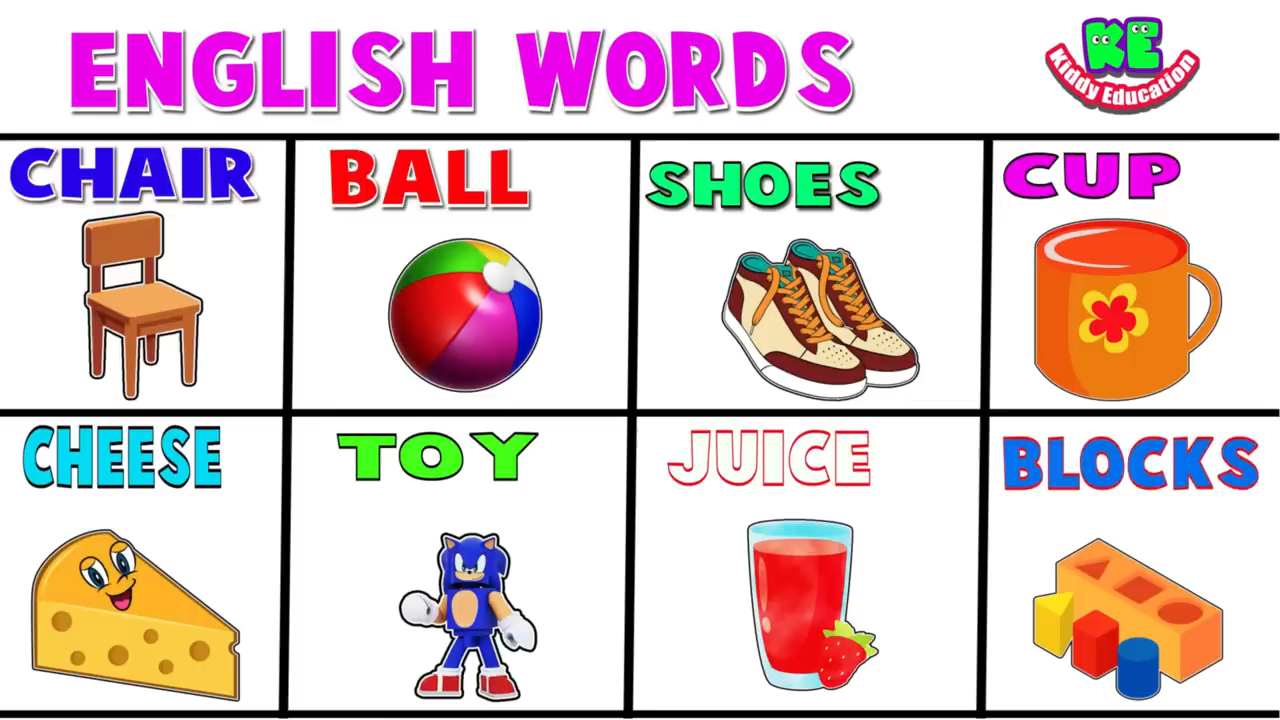 ENGLISH WORDS
KE
Kiddy Education
CHAIR
BALL
SHOES
CUP
CHEESE
TOY
JUICE
BLOCKS